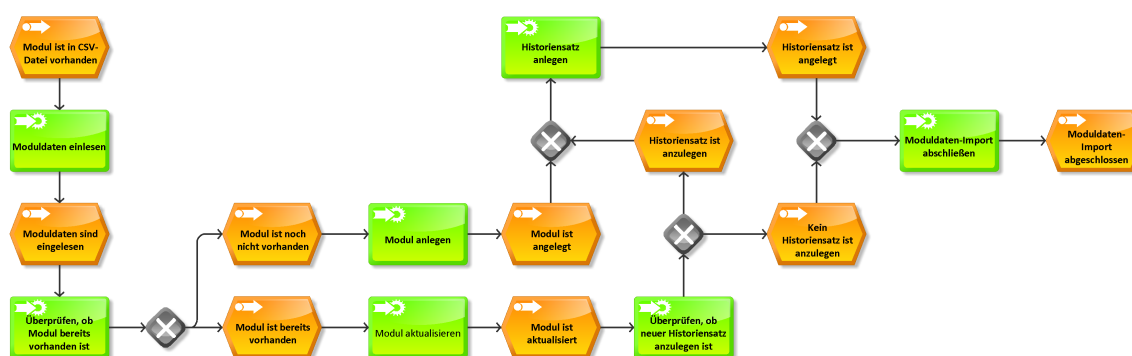 Modul ist in CSV-
Datei vorhanden
Historiensatz
anlegen
Historiensatz ist
angelegt
Moduldaten einlesen
Historiensatz ist
anzulegen
Moduldaten-Import
abschließen
Moduldaten-
Import
abgeschlossen
Moduldaten sind
eingelesen
Modul ist noch
nicht vorhanden
Modul anlegen
Modul ist
angelegt
Kein
Historiensatz ist
anzulegen
Überprüfen, ob
Modul bereits
vorhanden ist
Modul ist bereits
vorhanden
Modul aktualisieren
Modul ist
aktualisiert
Überprüfen, ob
neuer Historiensatz
anzulegen ist